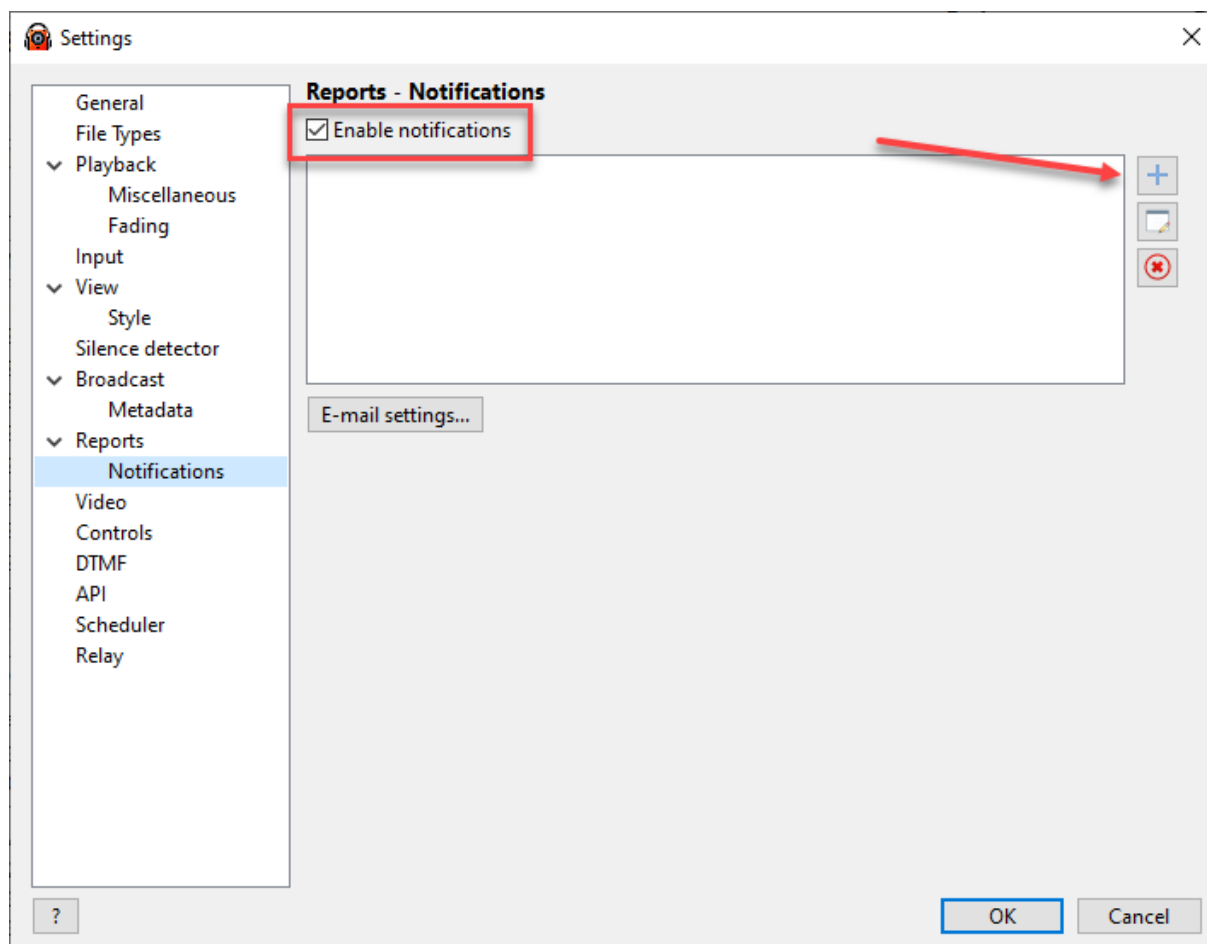 Settings
General
File Types
Playback
Miscellaneous
Fading
Input
View
Style
Silence detector
Broadcast
Metadata
Reports
Notifications
Video
Controls
DTMF
API
Scheduler
Relay
Reports - Notifications
Enable notifications
E-mail settings...
?
OK
Cancel